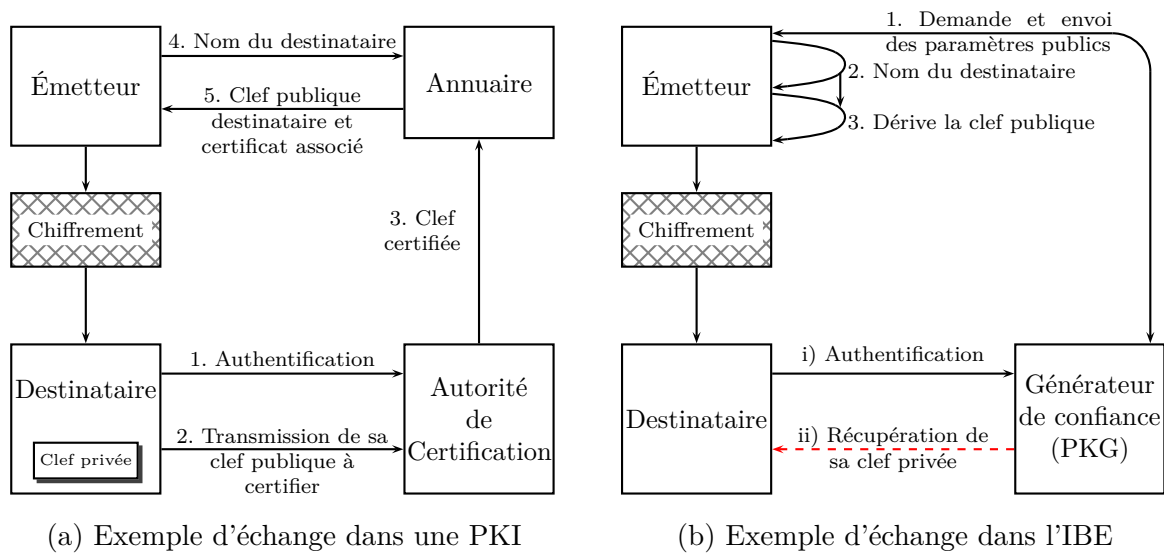 4. Nom du destinataire
Émetteur
Annuaire
5. Clef publique
destinataire et
certificat associé
Chiffrement
3. Clef
certifiée
Destinataire
Clef privée
1. Authentification
2. Transmission de sa
clef publique à
certifier
Autorité
de
Certification
(a) Exemple d'échange dans une PKI
1. Demande et envoi
des paramètres publics
Émetteur
2. Nom du destinataire
3. Dérive la clef publique
Chiffrement
Destinataire
i) Authentification
ii) Récupération de
sa clef privée
Générateur
de confiance
(PKG)
(b) Exemple d'échange dans l'IBE